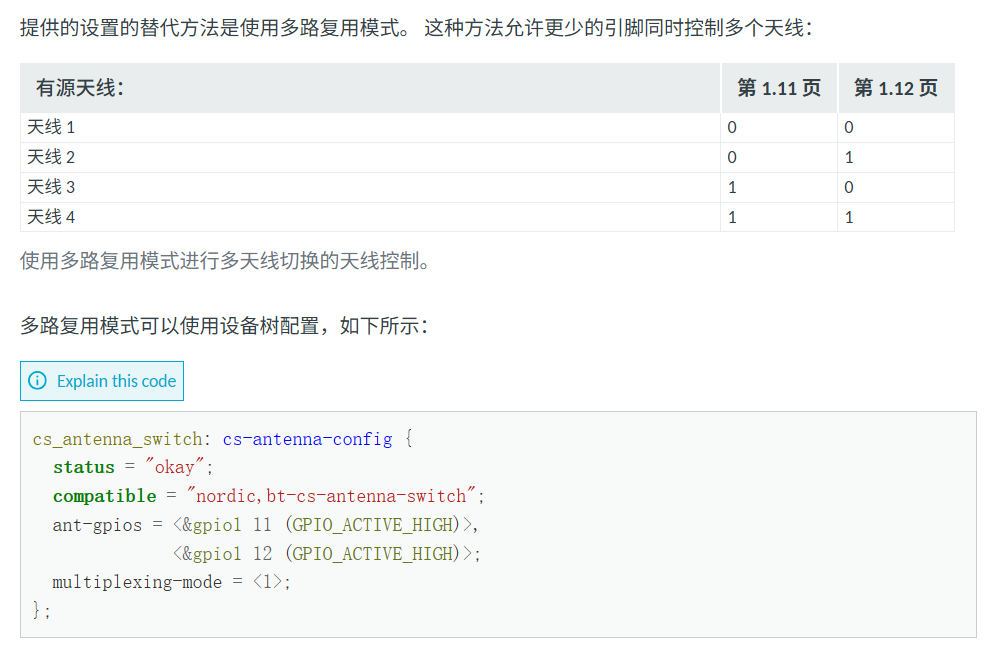 提供的设置的替代方法是使用多路复用模式。 这种方法允许更少的引脚同时控制多个天线：
有源天线： 第 1.11 页 第 1.12 页
天线 1 0 0
天线 2 0 1
天线 3 1 0
天线 4 1 1
使用多路复用模式进行多天线切换的天线控制。
多路复用模式可以使用设备树配置，如下所示：
Explain this code
cs_antenna_switch: cs-antenna-config {
  status = "okay";
  compatible = "nordic,bt-cs-antenna-switch";
  ant-gpios = <&gpio1 11 (GPIO_ACTIVE_HIGH)>,
              <&gpio1 12 (GPIO_ACTIVE_HIGH)>;
  multiplexing-mode = <1>;
};